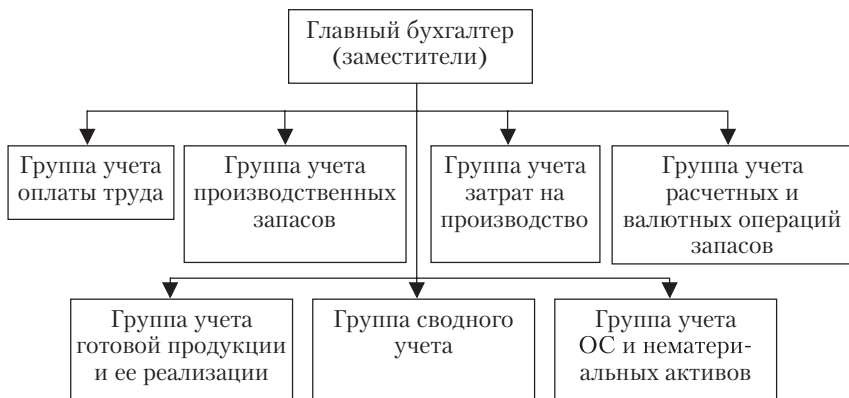 Главный бухгалтер
(заместители)
Группа учета
оплаты труда
Группа учета
производственных
запасов
Группа учета
затрат на
производство
Группа учета
расчетных и
валютных операций
запасов
Группа учета
готовой продукции
и ее реализации
Группа сводного
учета
Группа учета
ОС и нематери-
альных активов